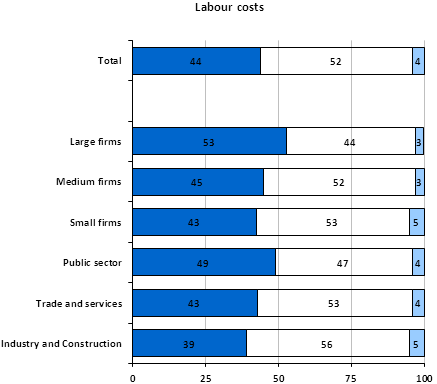 Labour costs
Total 44 52 4
Large firms 53 44 3
Medium firms 45 52 3
Small firms 43 53 5
Public sector 49 47 4
Trade and services 43 53 4
Industry and Construction 39 56 5
0 25 50 75 100